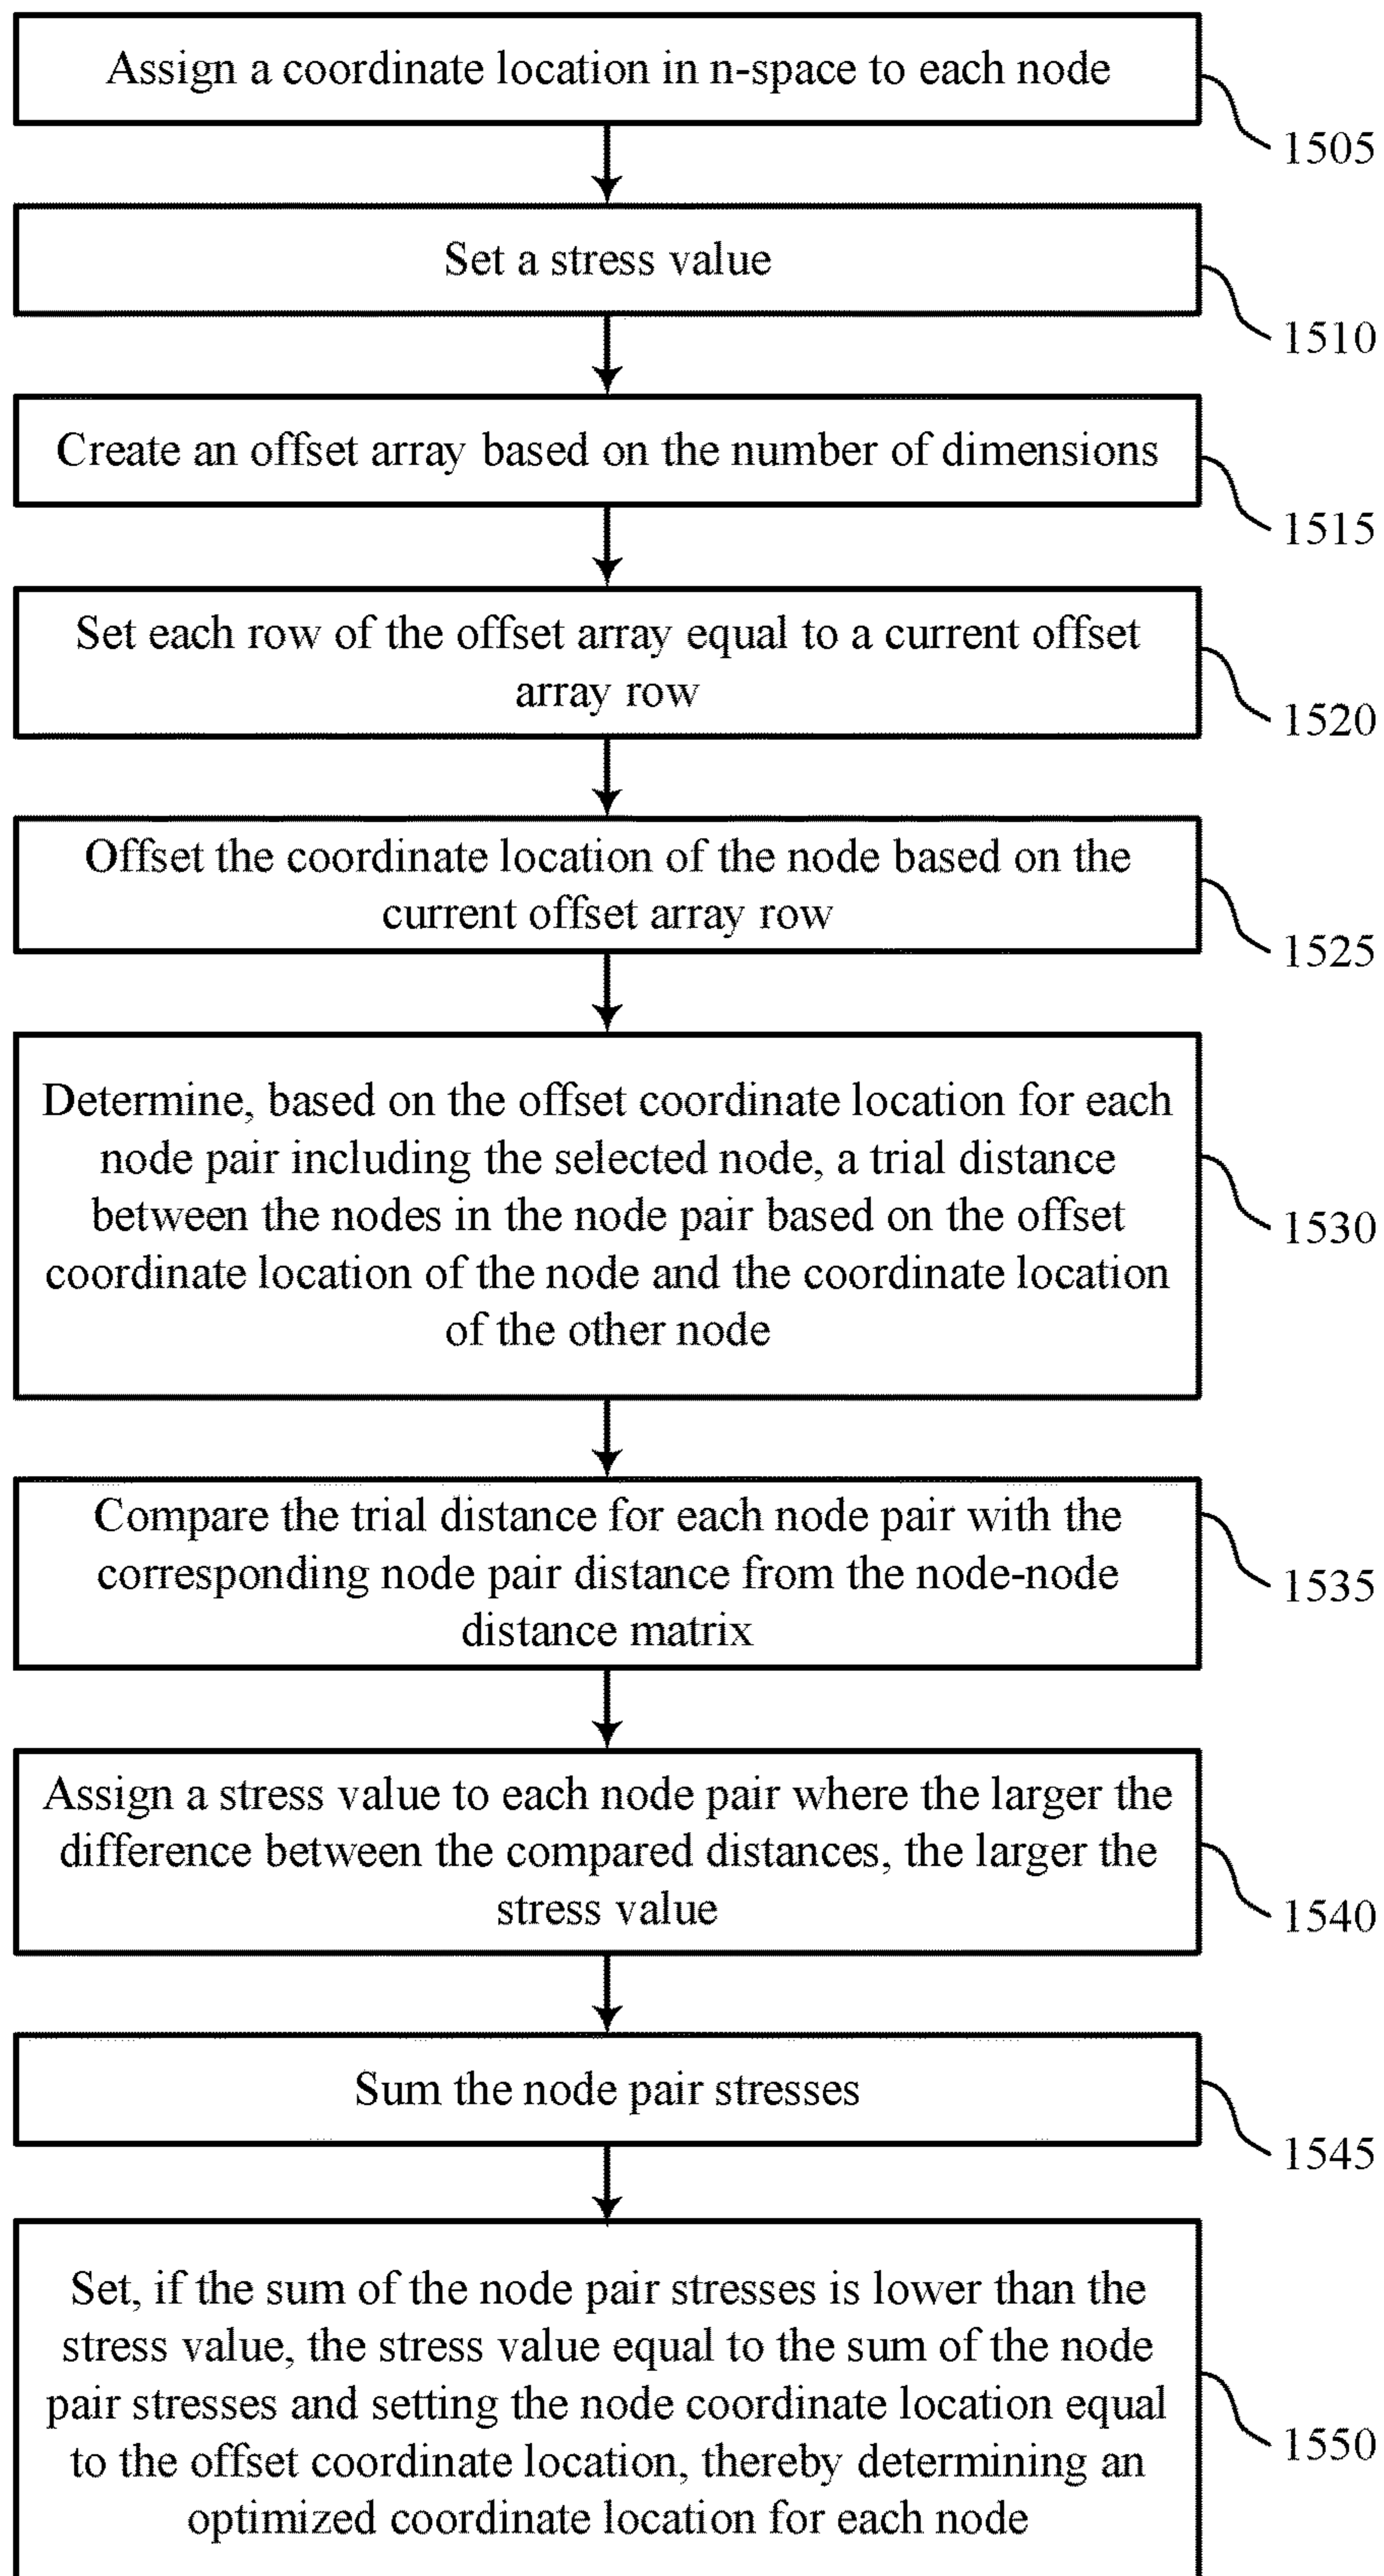 Assign a coordinate location in n-space to each node
1505
Set a stress value
1510
Create an offset array based on the number of dimensions
1515
Set each row of the offset array equal to a current offset
array row
1520
Offset the coordinate location of the node based on the
current offset array row
1525
Determine, based on the offset coordinate location for each
node pair including the selected node, a trial distance
between the nodes in the node pair based on the offset
coordinate location of the node and the coordinate location
of the other node
1530
Compare the trial distance for each node pair with the
corresponding node pair distance from the node-node
distance matrix
1535
Assign a stress value to each node pair where the larger the
difference between the compared distances, the larger the
stress value
1540
Sum the node pair stresses
1545
Set, if the sum of the node pair stresses is lower than the
stress value, the stress value equal to the sum of the node
pair stresses and setting the node coordinate location equal
to the offset coordinate location, thereby determining an
optimized coordinate location for each node
1550